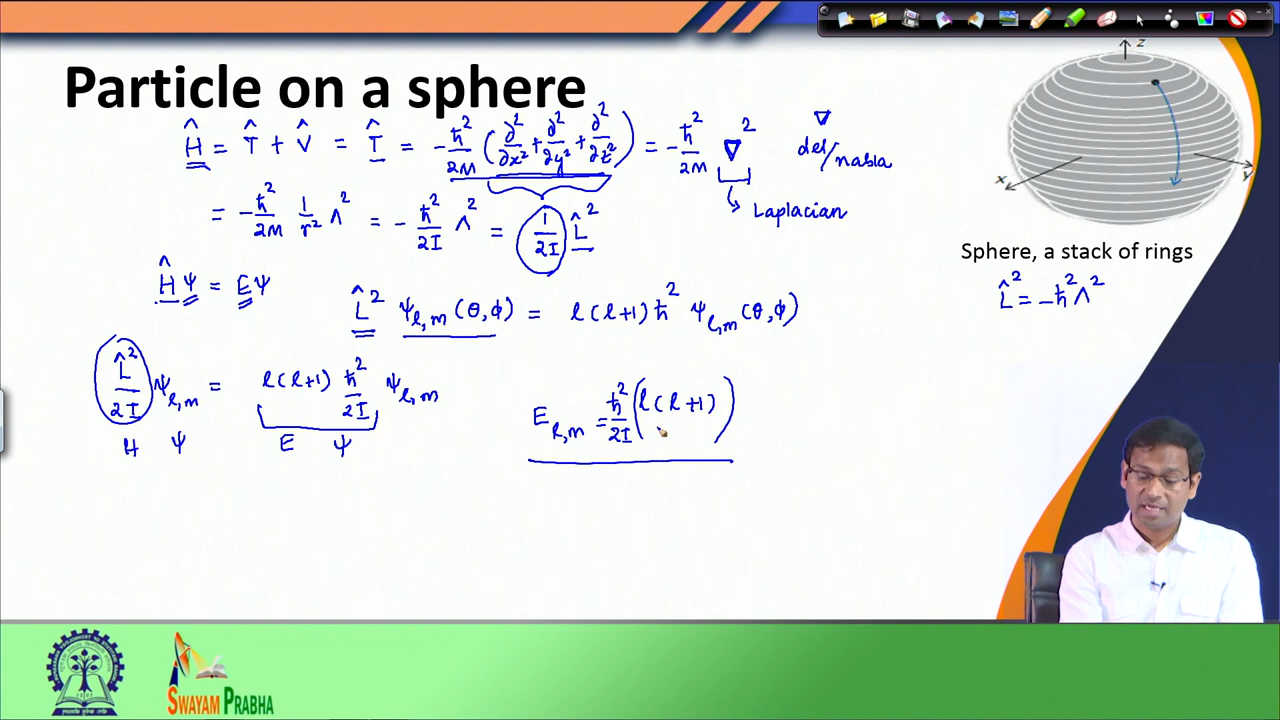 Particle on a sphere
Ĥ = T̂ + V̂ = T̂ = -ħ²/2m (∂²/∂x² + ∂²/∂y² + ∂²/∂z²) = -ħ²/2m ∇²
∇
del/nabla
Laplacian
= -ħ²/2m 1/r² Λ² = -ħ²/2I Λ² = 1/2I L̂²
z
x
y
Sphere, a stack of rings
L̂² = -ħ²Λ²
Ĥψ = Eψ
L̂² ψl,m (θ,φ) = l(l+1)ħ² ψl,m (θ,φ)
L̂²/2I ψl,m = l(l+1) ħ²/2I ψl,m
H ψ E ψ
El,m = ħ²/2I (l(l+1))
SWAYAM PRABHA